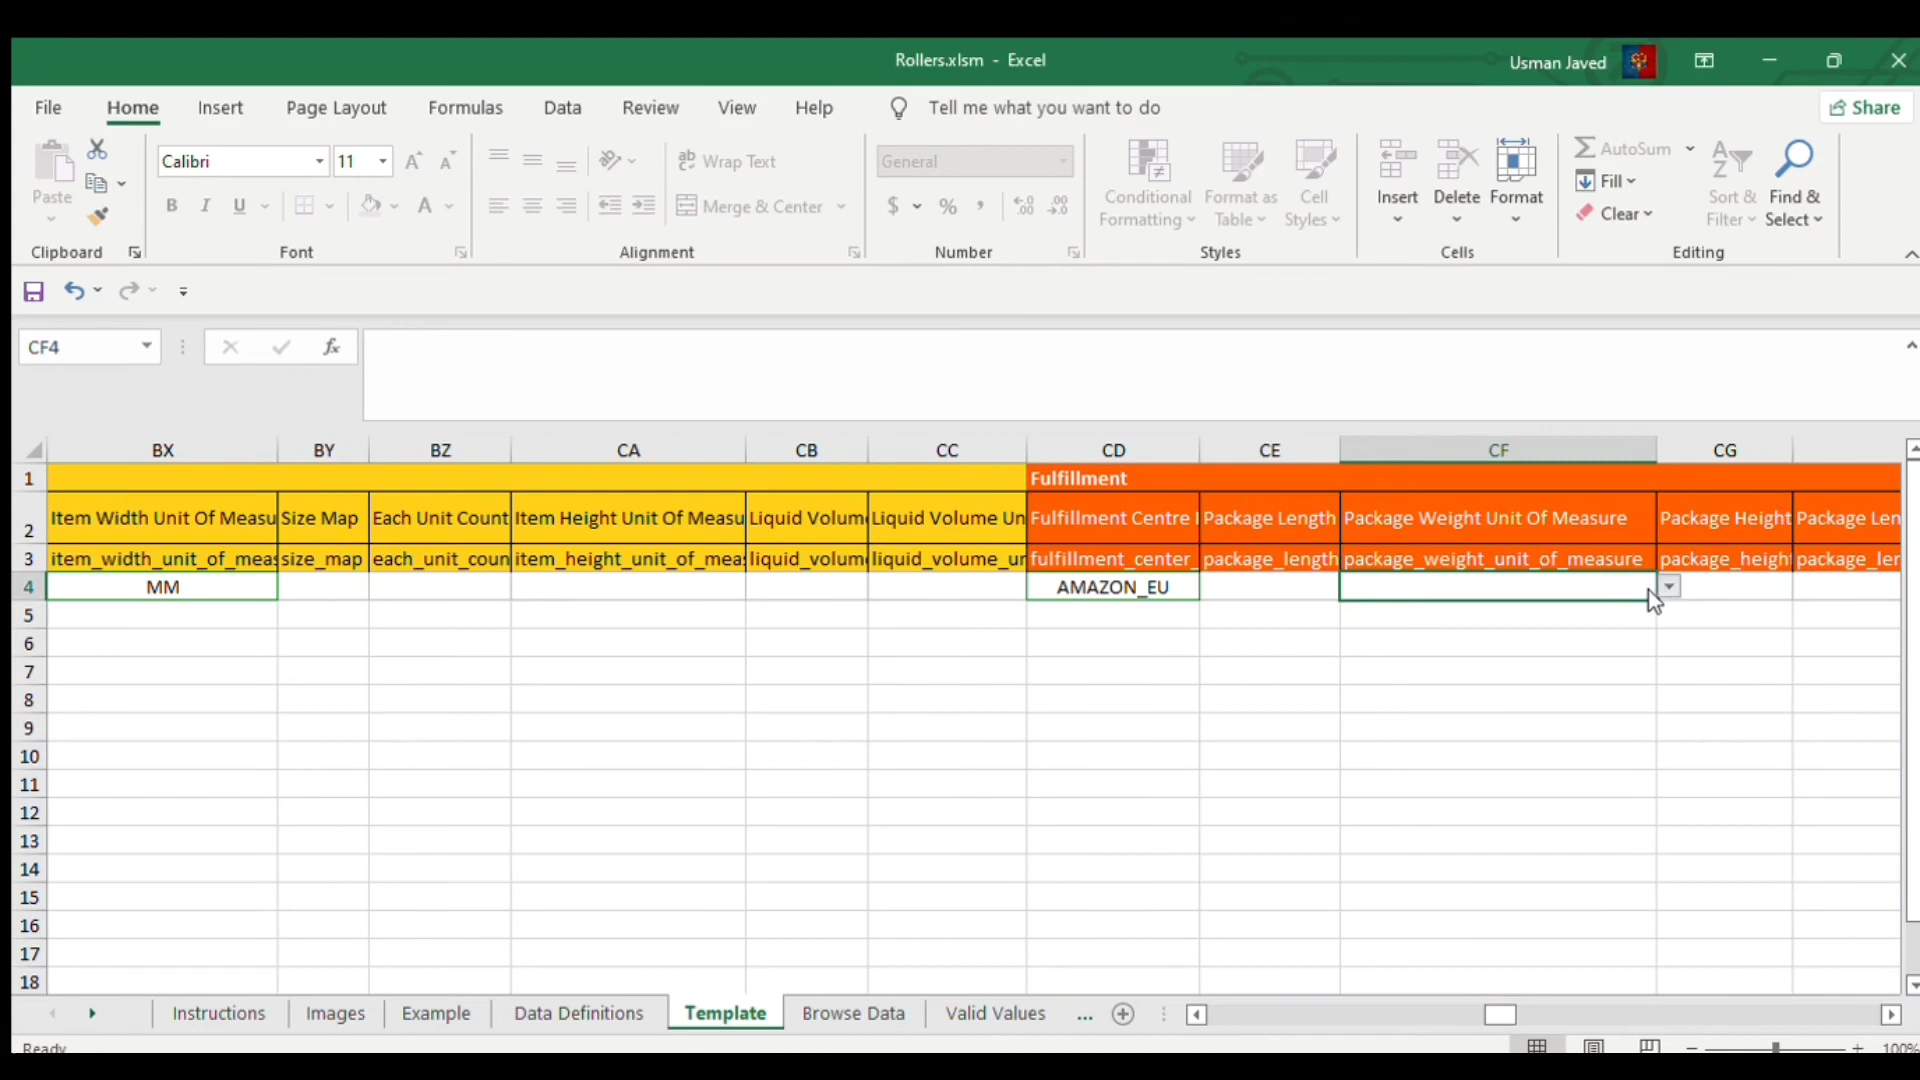 Rollers.xlsm - Excel
Usman Javed
File Home Insert Page Layout Formulas Data Review View Help Tell me what you want to do Share
Paste
Clipboard
Calibri 11
B I U A
Font
Wrap Text
Merge & Center
Alignment
General
$ % ,
Number
Conditional Formatting
Format as Table
Cell Styles
Styles
Insert Delete Format
Cells
AutoSum
Fill
Clear
Sort & Filter
Find & Select
Editing
CF4 fx
BX BY BZ CA CB CC CD CE CF CG
1 Fulfillment
2 Item Width Unit Of Measu Size Map Each Unit Count Item Height Unit Of Measu Liquid Volum Liquid Volume Un Fulfillment Centre Package Length Package Weight Unit Of Measure Package Height Package Len
3 item_width_unit_of_meas size_map each_unit_coun item_height_unit_of_mea liquid_volum liquid_volume_u fulfillment_center_ package_length package_weight_unit_of_measure package_heigh package_ler
4 MM AMAZON_EU
5
6
7
8
9
10
11
12
13
14
15
16
17
18
Instructions Images Example Data Definitions Template Browse Data Valid Values ...
Ready 100%